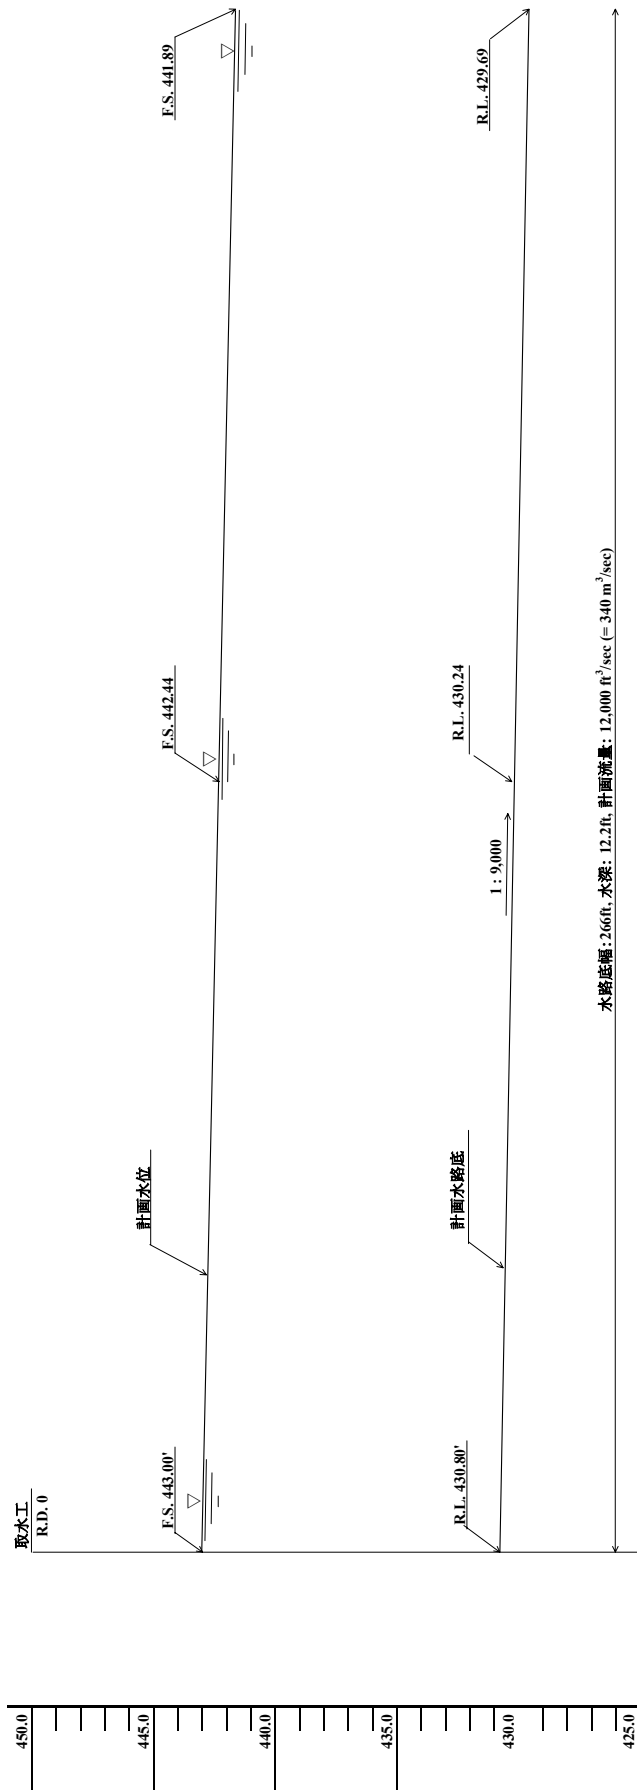 取水工
R.D. 0
F.S. 443.00'
計画水位
F.S. 442.44
F.S. 441.89
R.L. 430.80'
計画水路底
1 : 9,000
R.L. 430.24
R.L. 429.69
水路底幅: 266ft, 水深: 12.2ft, 計画流量: 12,000 ft³/sec (= 340 m³/sec)
450.0
445.0
440.0
435.0
430.0
425.0